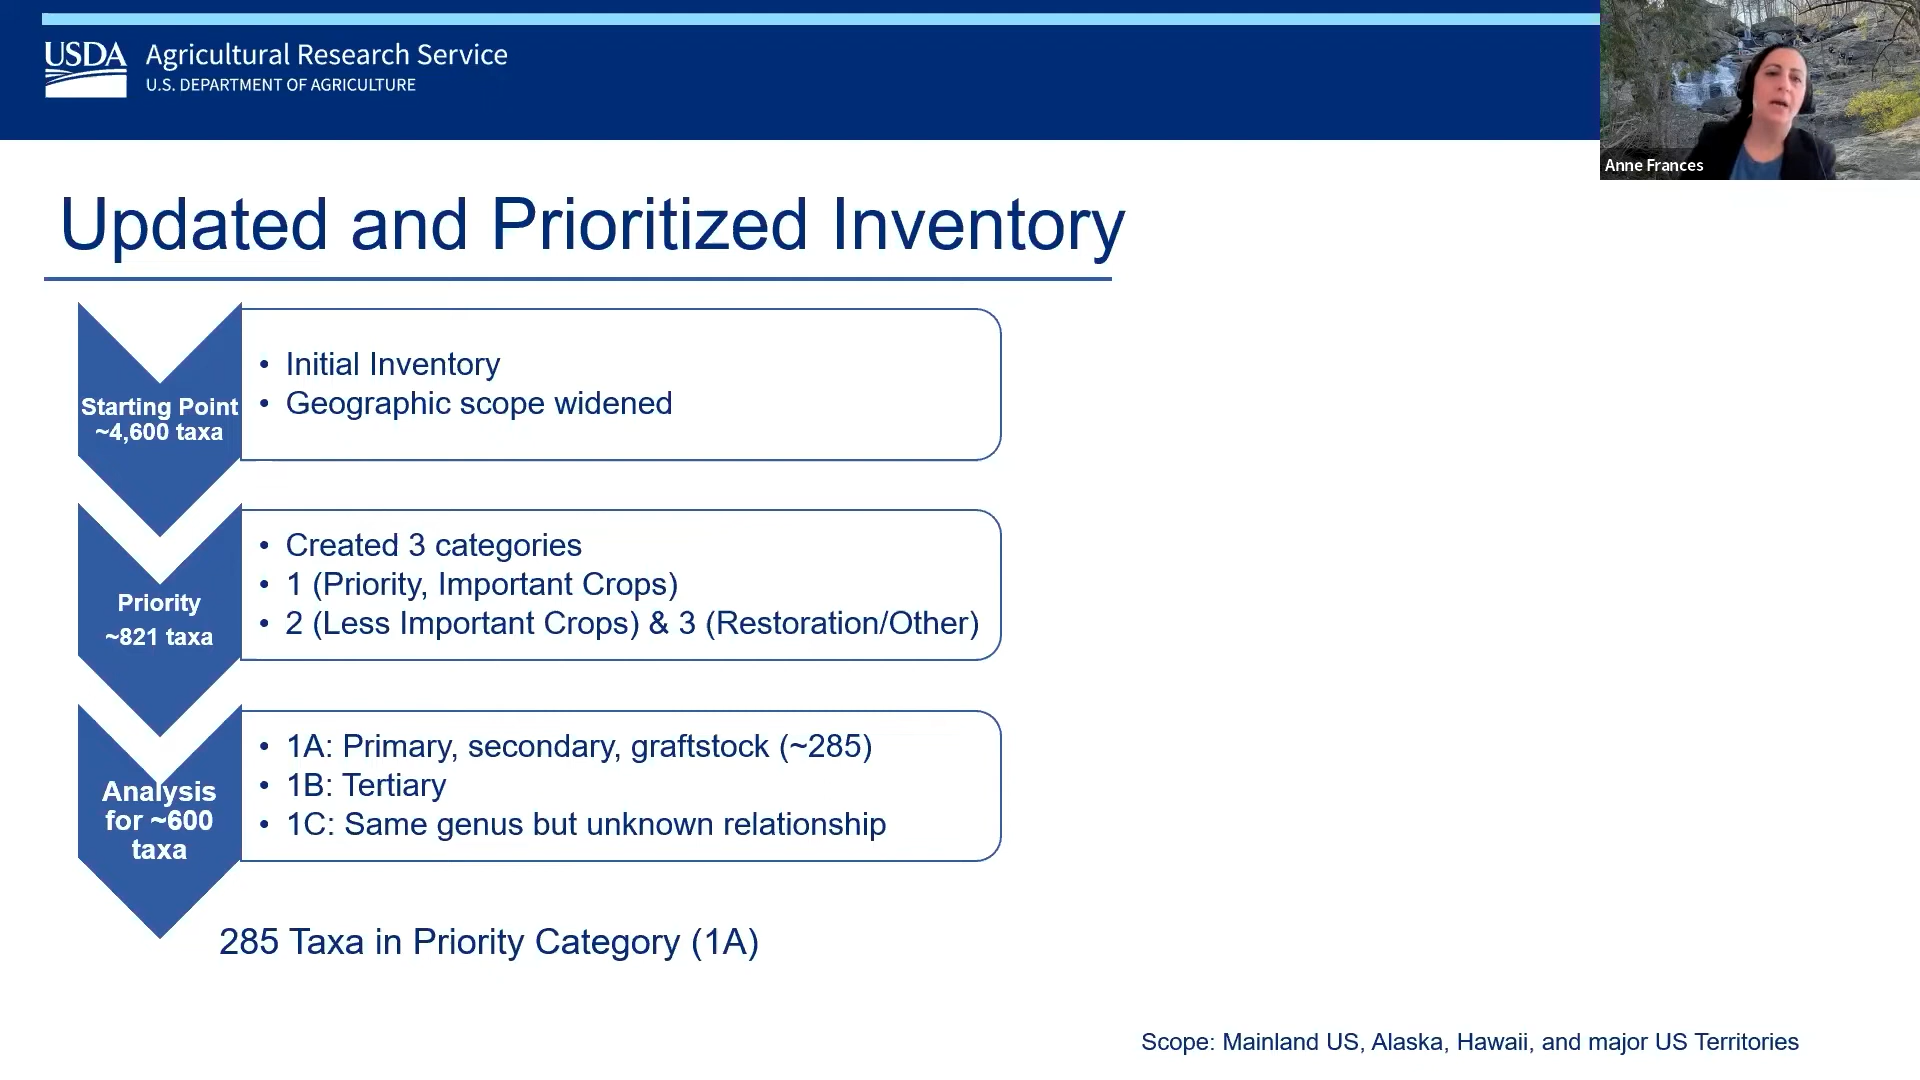 USDA Agricultural Research Service
U.S. DEPARTMENT OF AGRICULTURE
Anne Frances
Updated and Prioritized Inventory
Starting Point
~4,600 taxa
• Initial Inventory
• Geographic scope widened
Priority
~821 taxa
• Created 3 categories
• 1 (Priority, Important Crops)
• 2 (Less Important Crops) & 3 (Restoration/Other)
Analysis
for ~600
taxa
• 1A: Primary, secondary, graftstock (~285)
• 1B: Tertiary
• 1C: Same genus but unknown relationship
285 Taxa in Priority Category (1A)
Scope: Mainland US, Alaska, Hawaii, and major US Territories